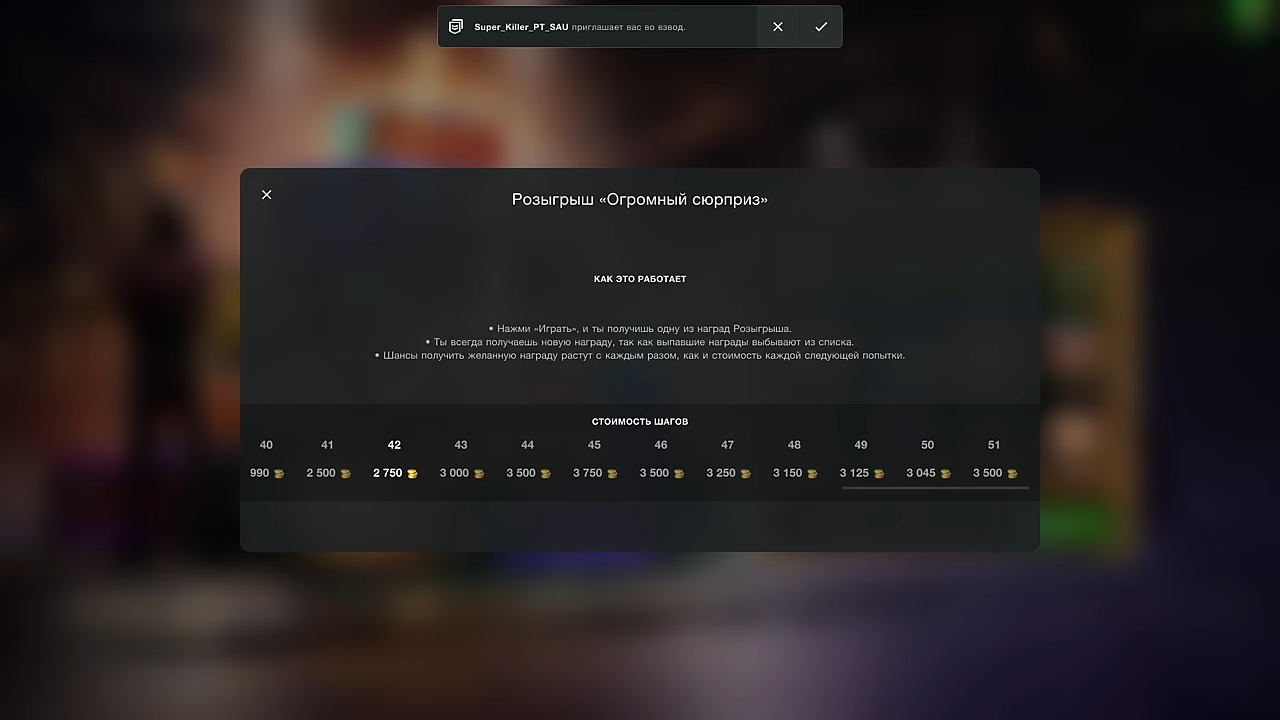 Super_Killer_PT_SAU приглашает вас во взвод.
Розыгрыш «Огромный сюрприз»
КАК ЭТО РАБОТАЕТ
• Нажми «Играть», и ты получишь одну из наград Розыгрыша.
• Ты всегда получаешь новую награду, так как выпавшие награды выбывают из списка.
• Шансы получить желанную награду растут с каждым разом, как и стоимость каждой следующей попытки.
СТОИМОСТЬ ШАГОВ
40 41 42 43 44 45 46 47 48 49 50 51
990 2 500 2 750 3 000 3 500 3 750 3 500 3 250 3 150 3 125 3 045 3 500